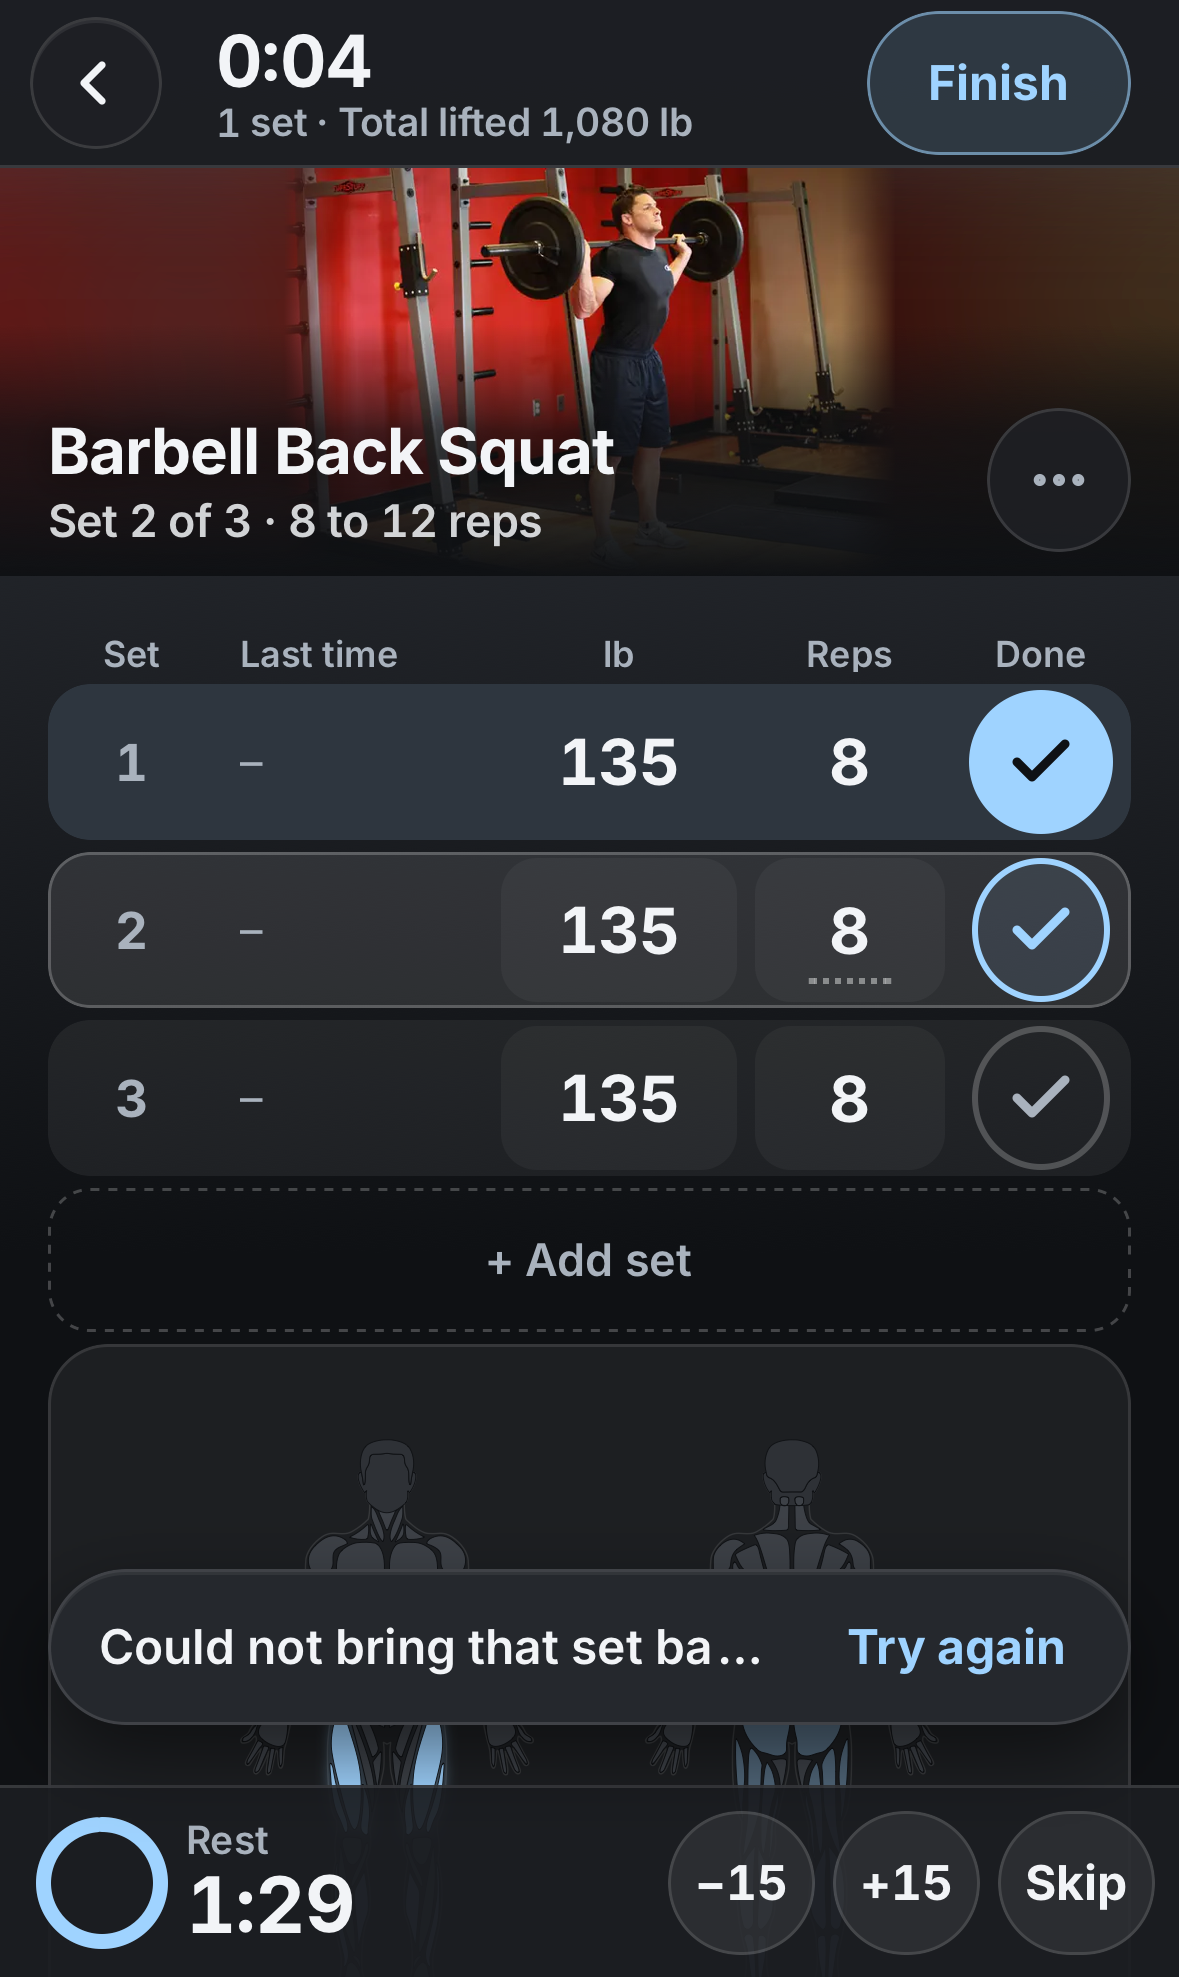 0:04
Finish
1 set · Total lifted 1,080 lb
Barbell Back Squat
Set 2 of 3 · 8 to 12 reps
Set Last time lb Reps Done
1 – 135 8
2 – 135 8
3 – 135 8
+ Add set
Could not bring that set ba... Try again
Rest
1:29
−15 +15 Skip